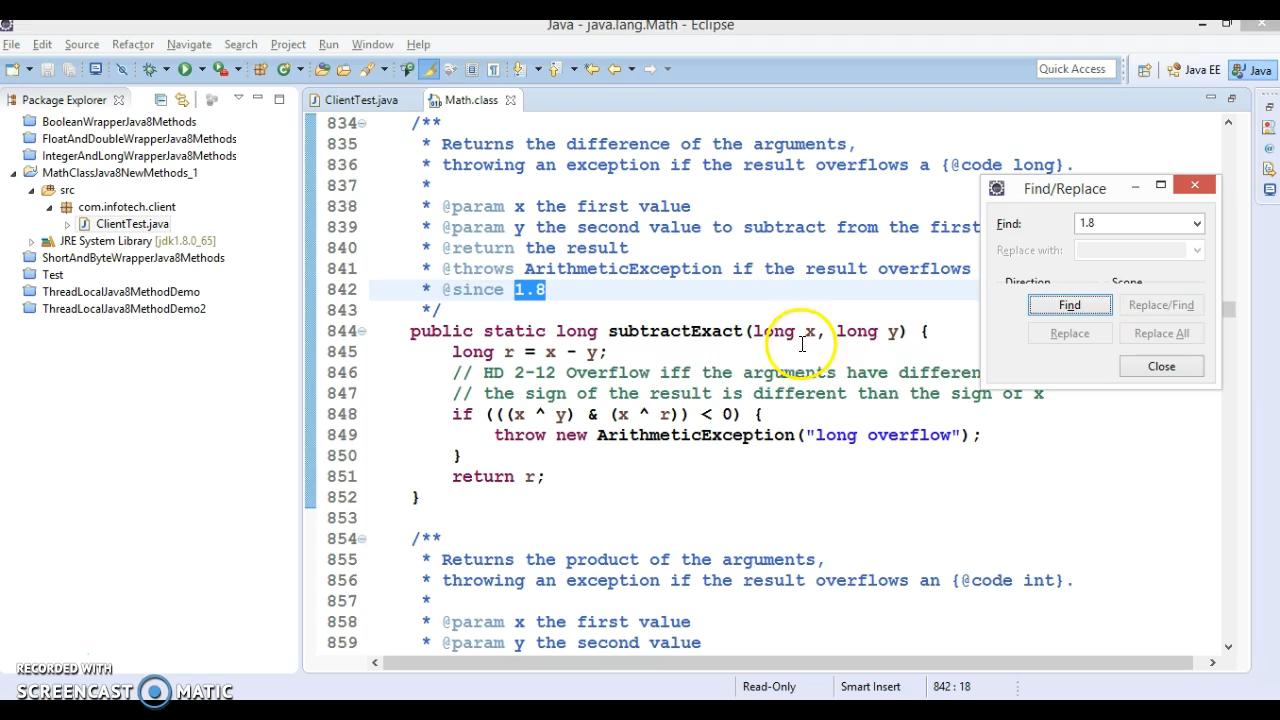 Java - java.lang.Math - Eclipse
File Edit Source Refactor Navigate Search Project Run Window Help
Quick Access Java EE Java
Package Explorer
ClientTest.java Math.class
BooleanWrapperJava8Methods
FloatAndDoubleWrapperJava8Methods
IntegerAndLongWrapperJava8Methods
MathClassJava8NewMethods_1
src
com.infotech.client
ClientTest.java
JRE System Library [jdk1.8.0_65]
ShortAndByteWrapperJava8Methods
Test
ThreadLocalJava8MethodDemo
ThreadLocalJava8MethodDemo2
834 /**
835 * Returns the difference of the arguments,
836 * throwing an exception if the result overflows a {@code long}.
837 *
838 * @param x the first value
839 * @param y the second value to subtract from the first
840 * @return the result
841 * @throws ArithmeticException if the result overflows
842 * @since 1.8
843 */
844 public static long subtractExact(long x, long y) {
845 long r = x - y;
846 // HD 2-12 Overflow iff the arguments have different
847 // the sign of the result is different than the sign of x
848 if (((x ^ y) & (x ^ r)) < 0) {
849 throw new ArithmeticException("long overflow");
850 }
851 return r;
852 }
853
854 /**
855 * Returns the product of the arguments,
856 * throwing an exception if the result overflows an {@code int}.
857 *
858 * @param x the first value
859 * @param y the second value
Find/Replace
Find: 1.8
Replace with:
Direction Scope
Find Replace/Find
Replace Replace All
Close
Read-Only Smart Insert 842 : 18
RECORDED WITH
SCREENCAST MATIC